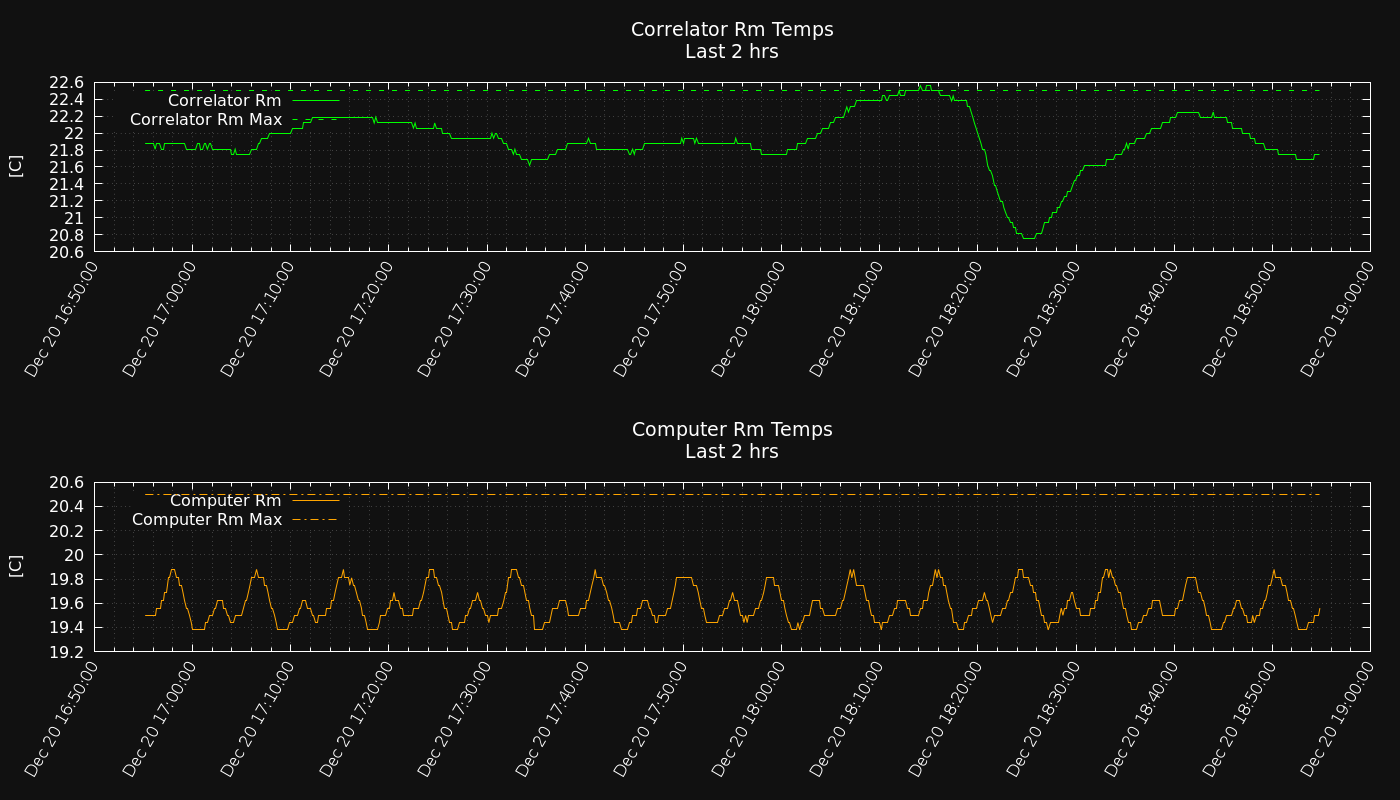 Correlator Rm Temps
Last 2 hrs
22.6
22.4
22.2
22
21.8
21.6
21.4
21.2
21
20.8
20.6
[C]
Correlator Rm
Correlator Rm Max
Dec 20 16:50:00
Dec 20 17:00:00
Dec 20 17:10:00
Dec 20 17:20:00
Dec 20 17:30:00
Dec 20 17:40:00
Dec 20 17:50:00
Dec 20 18:00:00
Dec 20 18:10:00
Dec 20 18:20:00
Dec 20 18:30:00
Dec 20 18:40:00
Dec 20 18:50:00
Dec 20 19:00:00
Computer Rm Temps
Last 2 hrs
20.6
20.4
20.2
20
19.8
19.6
19.4
19.2
[C]
Computer Rm
Computer Rm Max
Dec 20 16:50:00
Dec 20 17:00:00
Dec 20 17:10:00
Dec 20 17:20:00
Dec 20 17:30:00
Dec 20 17:40:00
Dec 20 17:50:00
Dec 20 18:00:00
Dec 20 18:10:00
Dec 20 18:20:00
Dec 20 18:30:00
Dec 20 18:40:00
Dec 20 18:50:00
Dec 20 19:00:00